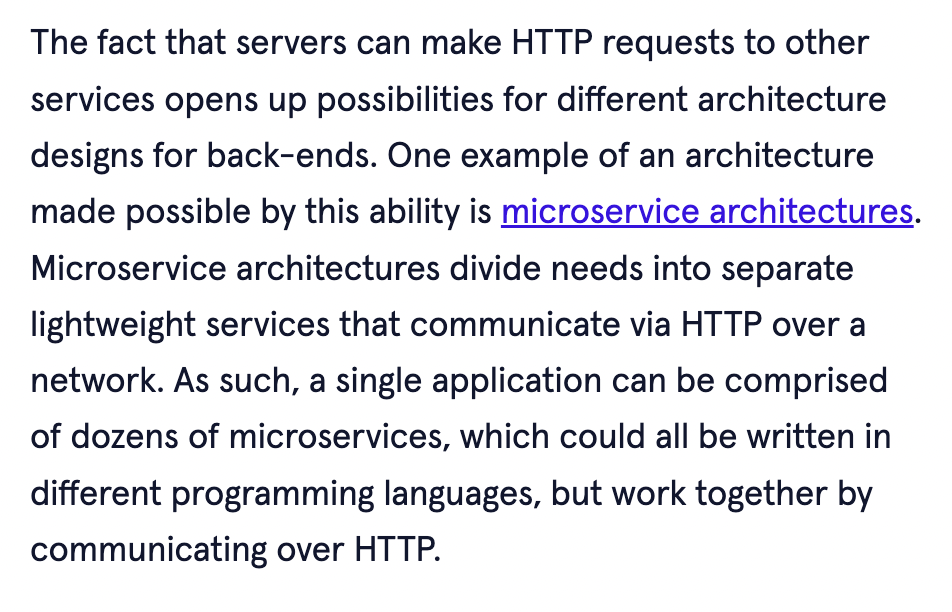 The fact that servers can make HTTP requests to other
services opens up possibilities for different architecture
designs for back-ends. One example of an architecture
made possible by this ability is microservice architectures.
Microservice architectures divide needs into separate
lightweight services that communicate via HTTP over a
network. As such, a single application can be comprised
of dozens of microservices, which could all be written in
different programming languages, but work together by
communicating over HTTP.